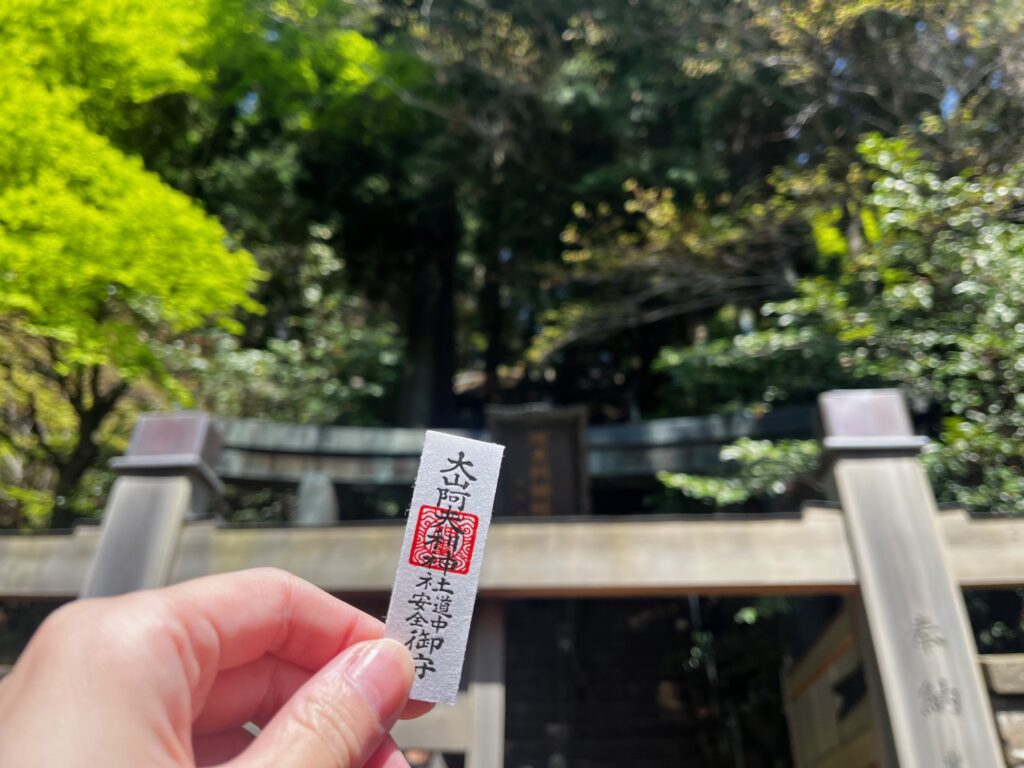 大山阿夫利神社
道中
安全
御守
奉納